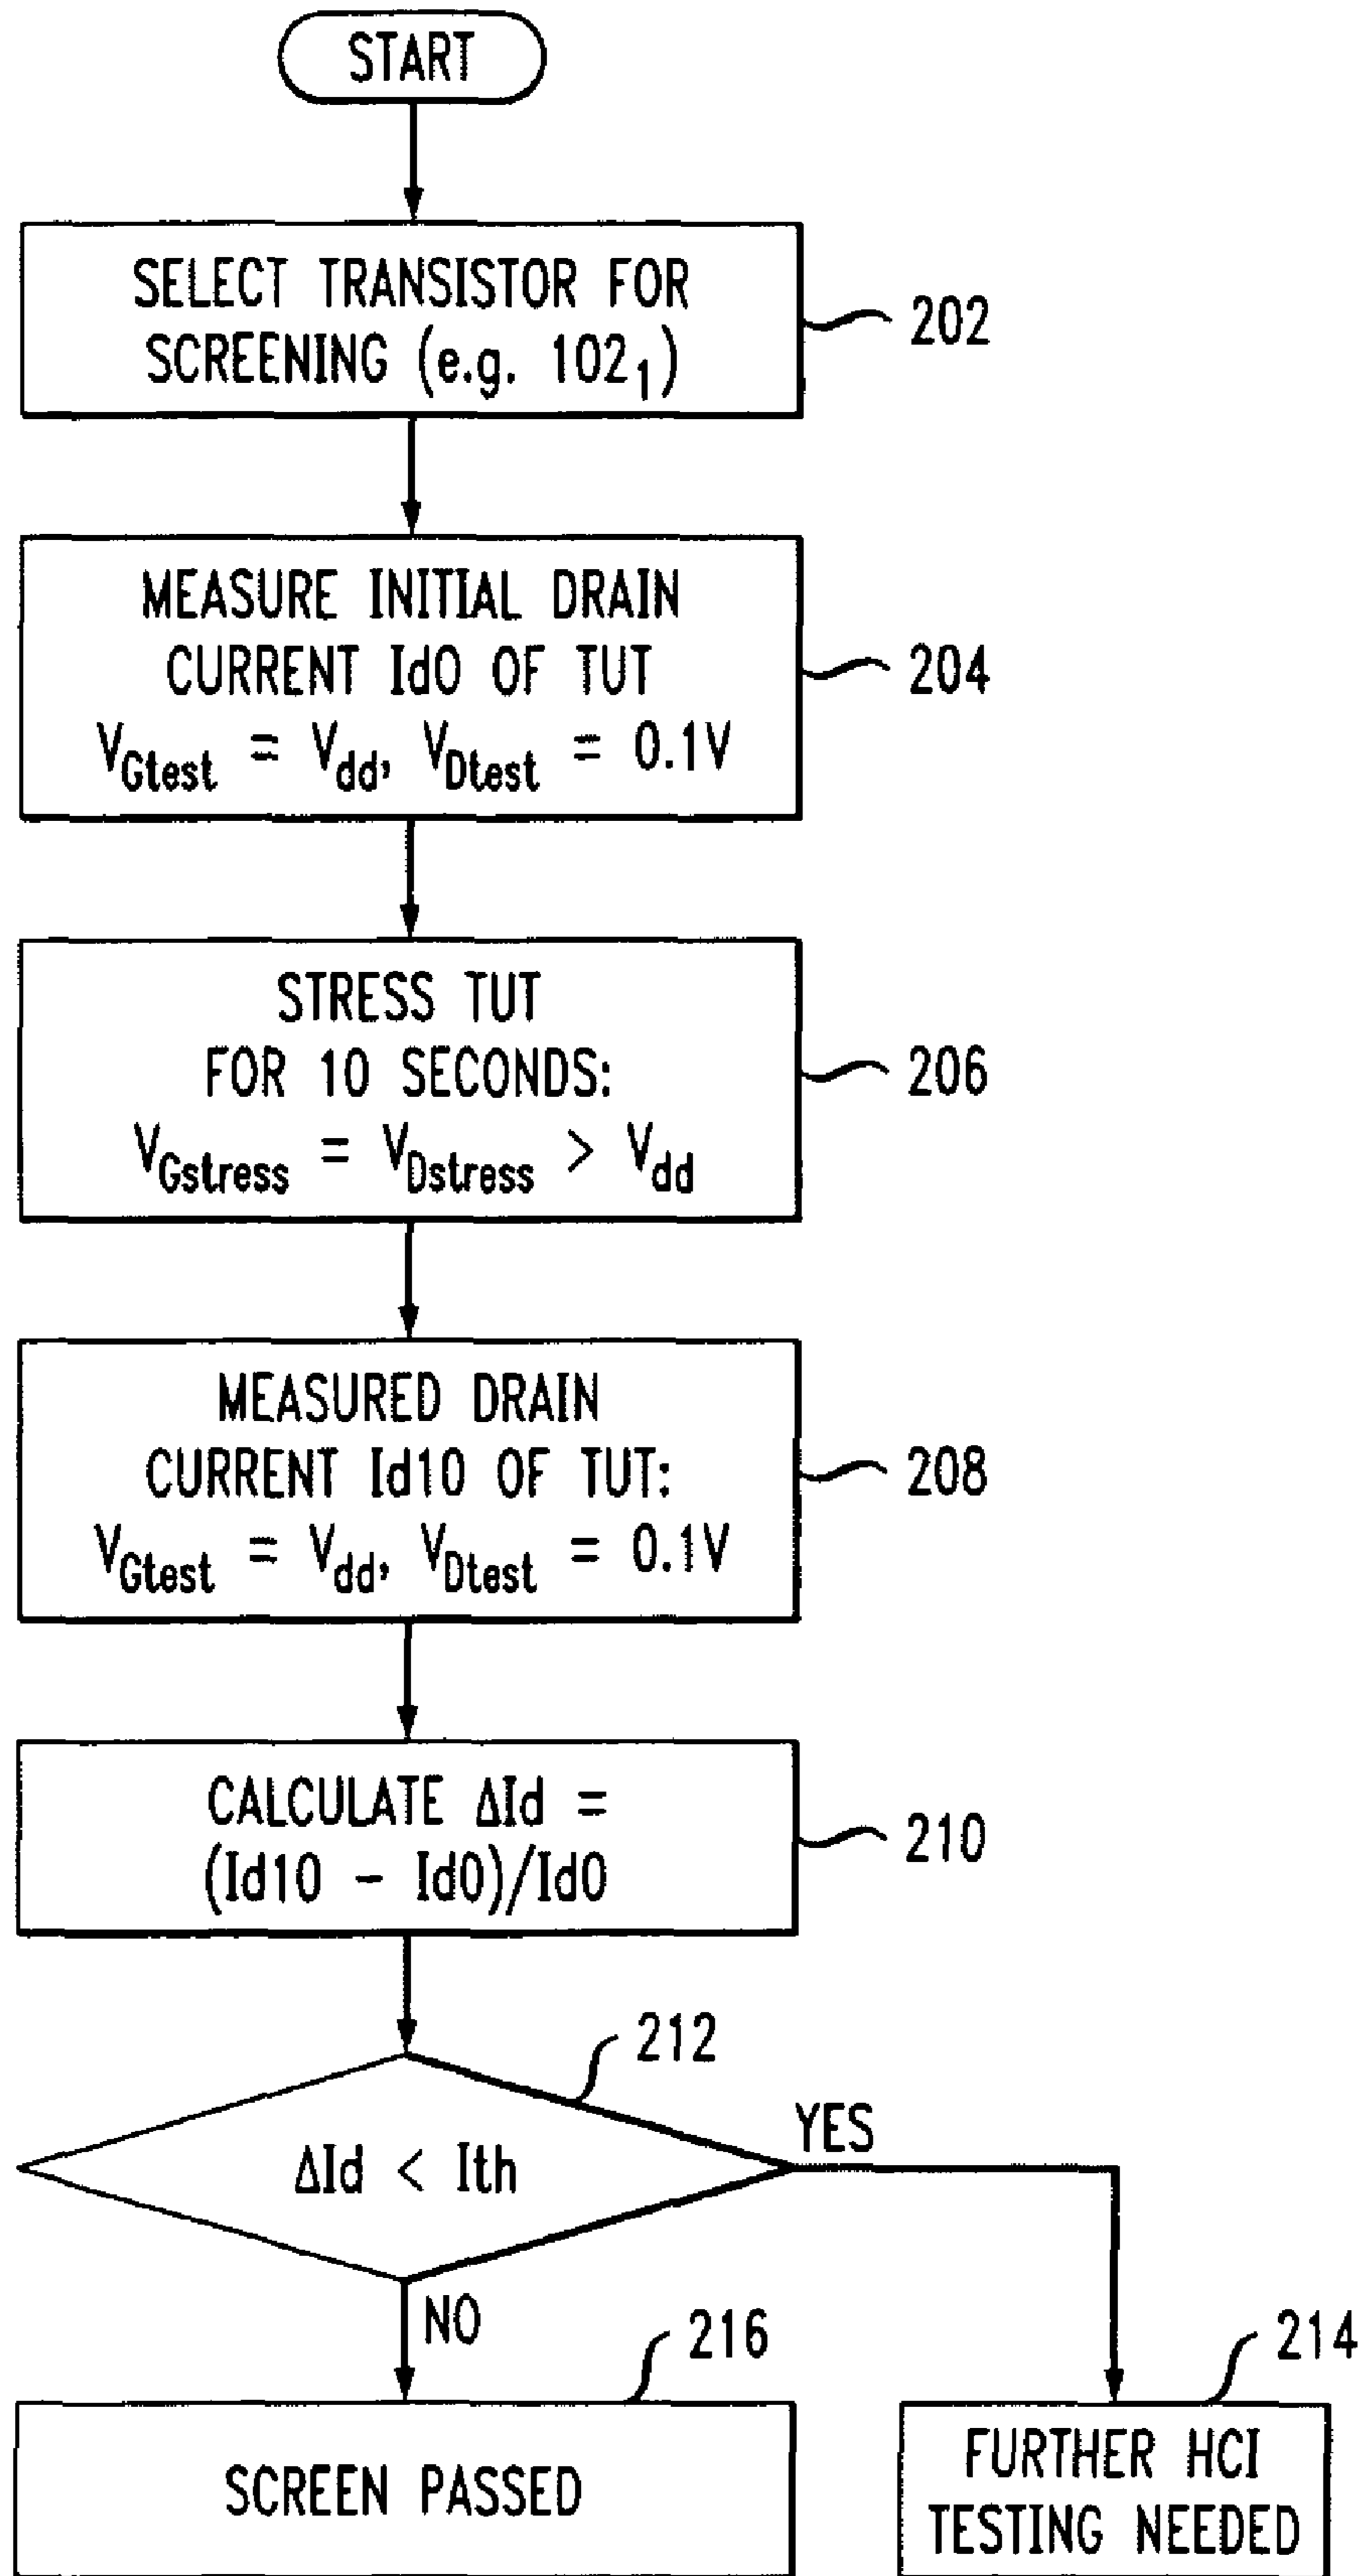 START
SELECT TRANSISTOR FOR
SCREENING (e.g. 102₁)
202
MEASURE INITIAL DRAIN
CURRENT Id0 OF TUT
V_Gtest = V_dd, V_Dtest = 0.1V
204
STRESS TUT
FOR 10 SECONDS:
V_Gstress = V_Dstress > V_dd
206
MEASURED DRAIN
CURRENT Id10 OF TUT:
V_Gtest = V_dd, V_Dtest = 0.1V
208
CALCULATE ΔId =
(Id10 - Id0)/Id0
210
212
ΔId < Ith
YES
NO
216
SCREEN PASSED
214
FURTHER HCI
TESTING NEEDED